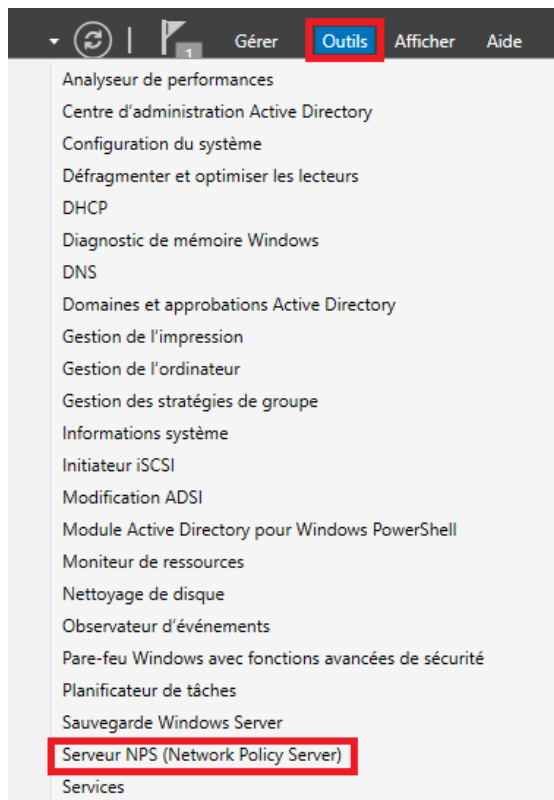 1 Gérer Outils Afficher Aide
Analyseur de performances
Centre d'administration Active Directory
Configuration du système
Défragmenter et optimiser les lecteurs
DHCP
Diagnostic de mémoire Windows
DNS
Domaines et approbations Active Directory
Gestion de l'impression
Gestion de l'ordinateur
Gestion des stratégies de groupe
Informations système
Initiateur iSCSI
Modification ADSI
Module Active Directory pour Windows PowerShell
Moniteur de ressources
Nettoyage de disque
Observateur d'événements
Pare-feu Windows avec fonctions avancées de sécurité
Planificateur de tâches
Sauvegarde Windows Server
Serveur NPS (Network Policy Server)
Services